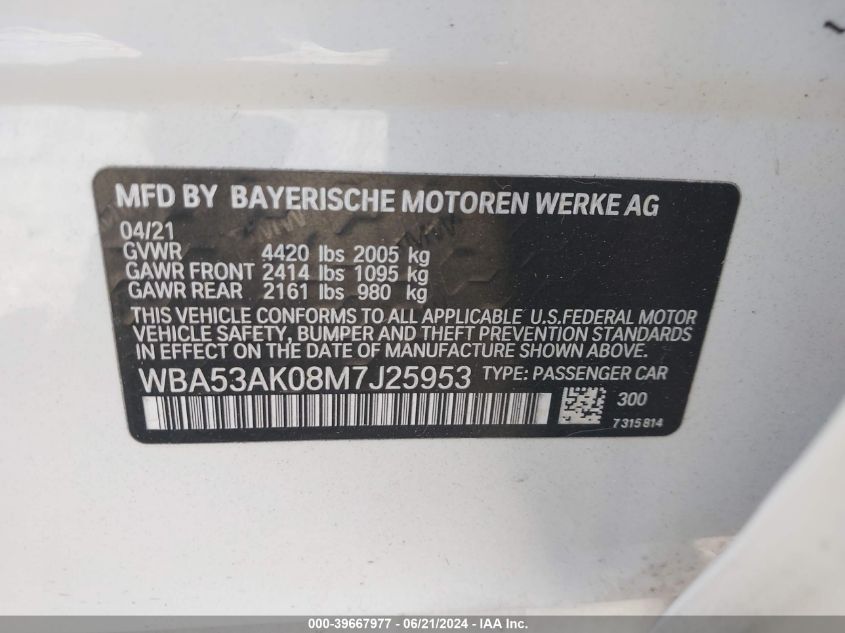 MFD BY BAYERISCHE MOTOREN WERKE AG
04/21
GVWR 4420 lbs 2005 kg
GAWR FRONT 2414 lbs 1095 kg
GAWR REAR 2161 lbs 980 kg
THIS VEHICLE CONFORMS TO ALL APPLICABLE U.S.FEDERAL MOTOR
VEHICLE SAFETY, BUMPER AND THEFT PREVENTION STANDARDS
IN EFFECT ON THE DATE OF MANUFACTURE SHOWN ABOVE.
WBA53AK08M7J25953 TYPE: PASSENGER CAR
300
7315814
000-39667977 - 06/21/2024 - IAAI Inc.